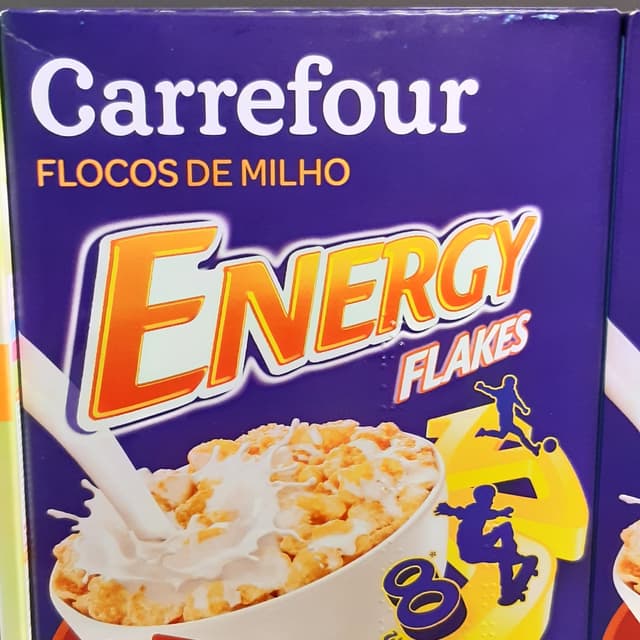 Carrefour
FLOCOS DE MILHO
ENERGY
FLAKES
8*